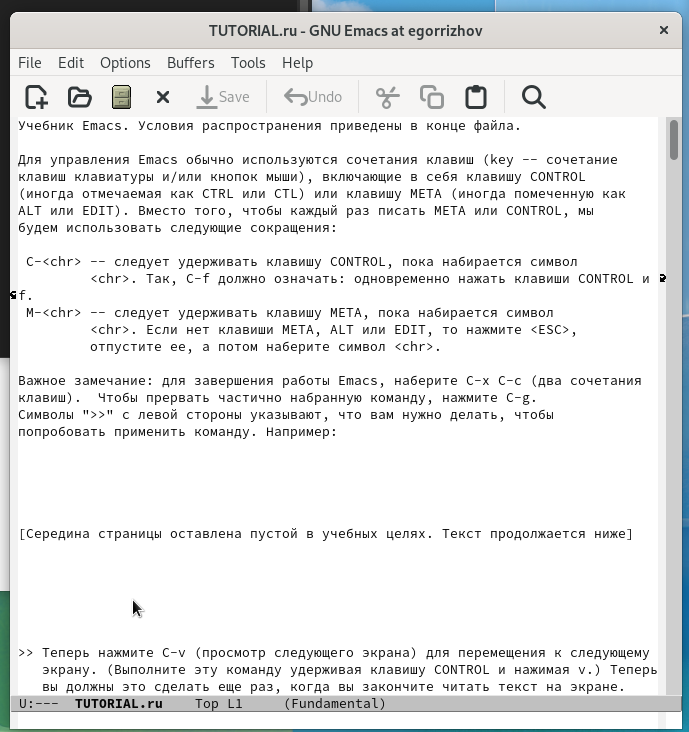 TUTORIAL.ru - GNU Emacs at egorrizhov
File Edit Options Buffers Tools Help
Save Undo
Учебник Emacs. Условия распространения приведены в конце файла.
Для управления Emacs обычно используются сочетания клавиш (key -- сочетание
клавиш клавиатуры и/или кнопок мыши), включающие в себя клавишу CONTROL
(иногда отмечаемая как CTRL или CTL) или клавишу META (иногда помеченную как
ALT или EDIT). Вместо того, чтобы каждый раз писать META или CONTROL, мы
будем использовать следующие сокращения:
C-<chr> -- следует удерживать клавишу CONTROL, пока набирается символ
<chr>. Так, C-f должно означать: одновременно нажать клавиши CONTROL и
f.
M-<chr> -- следует удерживать клавишу META, пока набирается символ
<chr>. Если нет клавиши META, ALT или EDIT, то нажмите <ESC>,
отпустите ее, а потом наберите символ <chr>.
Важное замечание: для завершения работы Emacs, наберите C-x C-c (два сочетания
клавиш).  Чтобы прервать частично набранную команду, нажмите C-g.
Символы ">>" с левой стороны указывают, что вам нужно делать, чтобы
попробовать применить команду. Например:
[Середина страницы оставлена пустой в учебных целях. Текст продолжается ниже]
>> Теперь нажмите C-v (просмотр следующего экрана) для перемещения к следующему
экрану. (Выполните эту команду удерживая клавишу CONTROL и нажимая v.) Теперь
вы должны это сделать еще раз, когда вы закончите читать текст на экране.
U:--- TUTORIAL.ru Top L1 (Fundamental)